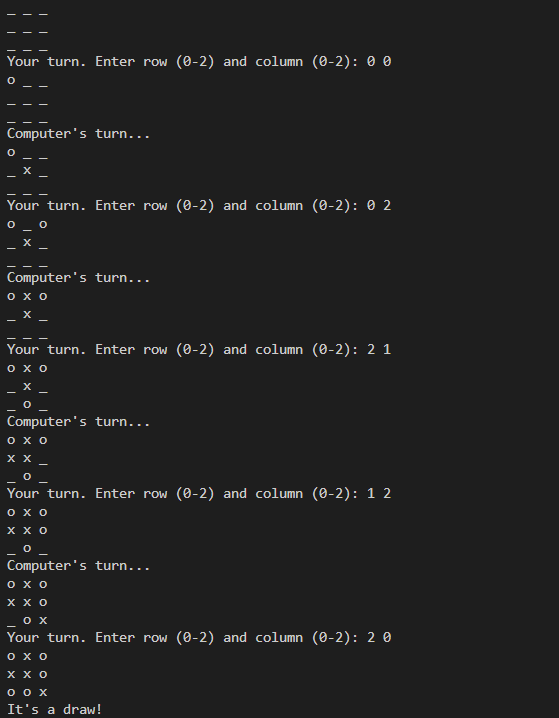 _ _ _
_ _ _
_ _ _
Your turn. Enter row (0-2) and column (0-2): 0 0
o _ _
_ _ _
_ _ _
Computer's turn...
o _ _
_ x _
_ _ _
Your turn. Enter row (0-2) and column (0-2): 0 2
o _ o
_ x _
_ _ _
Computer's turn...
o x o
_ x _
_ _ _
Your turn. Enter row (0-2) and column (0-2): 2 1
o x o
_ x _
_ o _
Computer's turn...
o x o
x x _
_ o _
Your turn. Enter row (0-2) and column (0-2): 1 2
o x o
x x o
_ o _
Computer's turn...
o x o
x x o
_ o x
Your turn. Enter row (0-2) and column (0-2): 2 0
o x o
x x o
o o x
It's a draw!